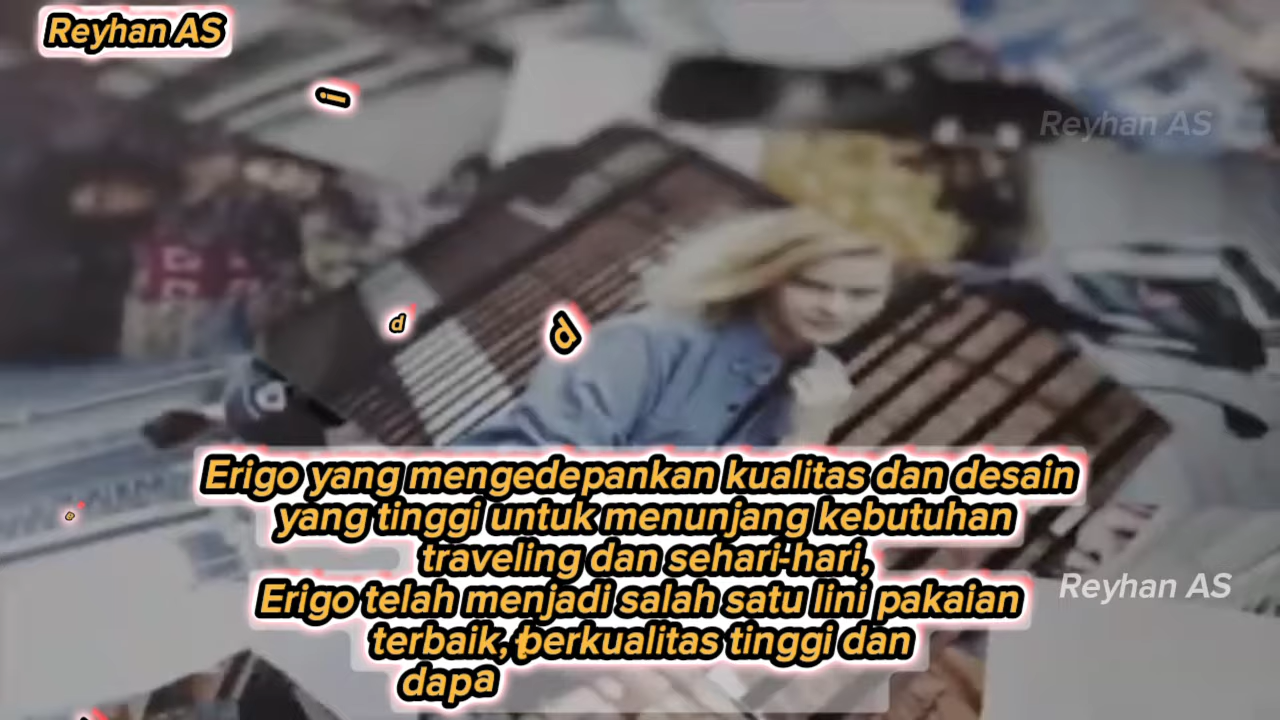 Reyhan AS
Reyhan AS
Erigo yang mengedepankan kualitas dan desain
yang tinggi untuk menunjang kebutuhan
traveling dan sehari-hari,
Reyhan AS
Erigo telah menjadi salah satu lini pakaian
terbaik, berkualitas tinggi dan
dapa